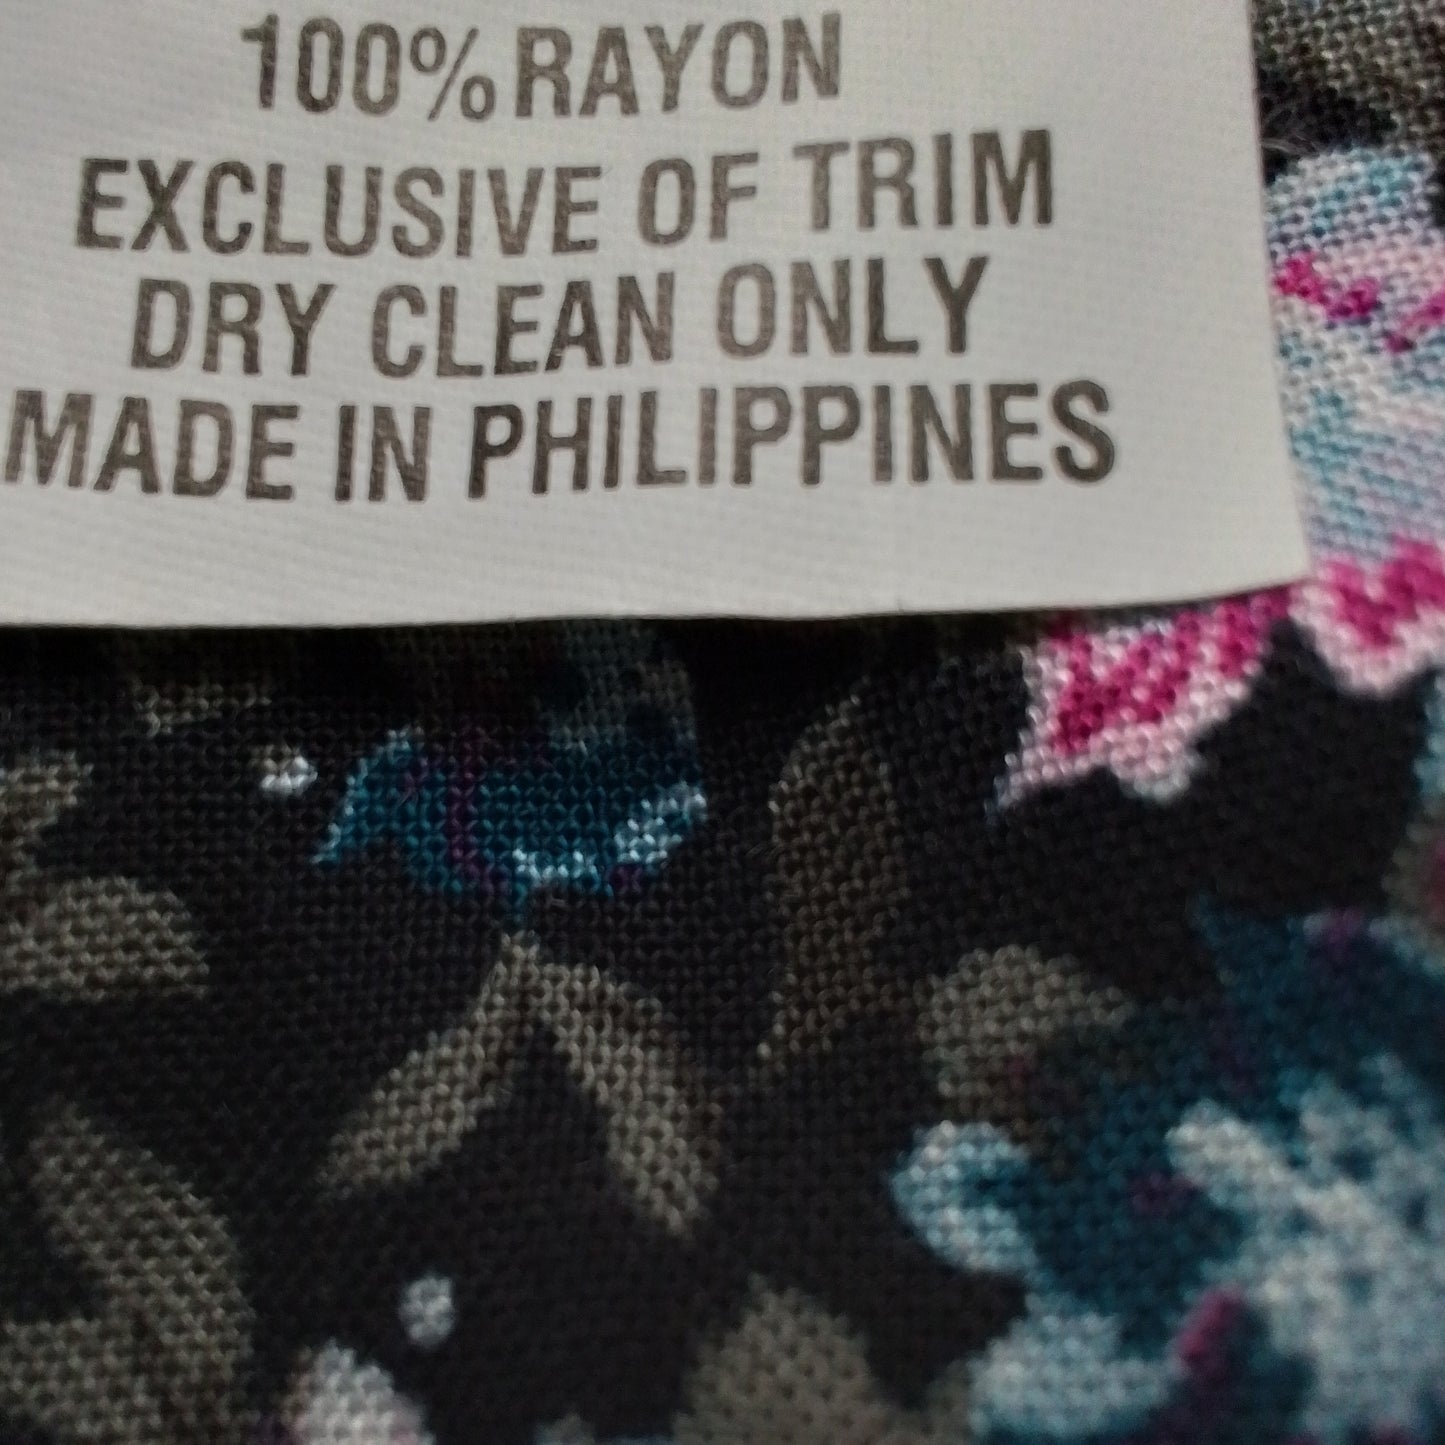 100% RAYON
EXCLUSIVE OF TRIM
DRY CLEAN ONLY
MADE IN PHILIPPINES